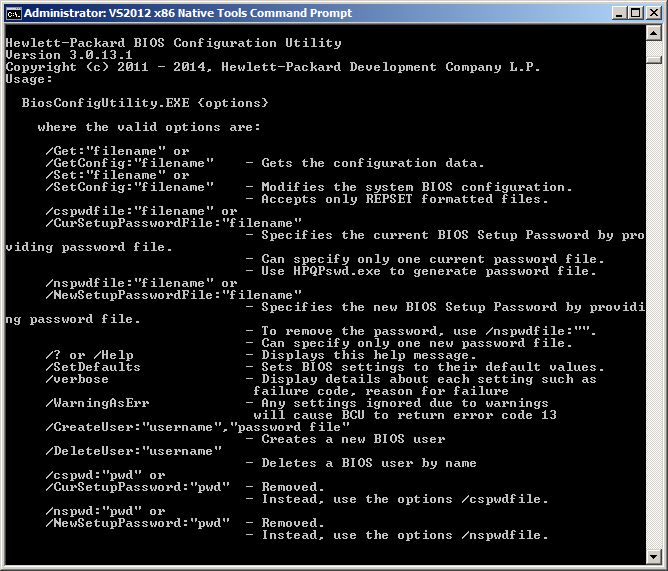 Administrator: VS2012 x86 Native Tools Command Prompt
Hewlett-Packard BIOS Configuration Utility
Version 3.0.13.1
Copyright (c) 2011 - 2014, Hewlett-Packard Development Company L.P.
Usage:
BiosConfigUtility.EXE {options}
where the valid options are:
/Get:"filename" or
/GetConfig:"filename" - Gets the configuration data.
/Set:"filename" or
/SetConfig:"filename" - Modifies the system BIOS configuration.
- Accepts only REPSET formatted files.
/cspwdfile:"filename" or
/CurSetupPasswordFile:"filename"
- Specifies the current BIOS Setup Password by pro
viding password file.
- Can specify only one current password file.
- Use HPQPswd.exe to generate password file.
/nspwdfile:"filename" or
/NewSetupPasswordFile:"filename"
- Specifies the new BIOS Setup Password by providi
ng password file.
- To remove the password, use /nspwdfile:"".
- Can specify only one new password file.
/? or /Help - Displays this help message.
/SetDefaults - Sets BIOS settings to their default values.
/verbose - Display details about each setting such as
failure code, reason for failure
/WarningAsErr - Any settings ignored due to warnings
will cause BCU to return error code 13
/CreateUser:"username","password file"
- Creates a new BIOS user
/DeleteUser:"username"
- Deletes a BIOS user by name
/cspwd:"pwd" or
/CurSetupPassword:"pwd" - Removed.
- Instead, use the options /cspwdfile.
/nspwd:"pwd" or
/NewSetupPassword:"pwd" - Removed.
- Instead, use the options /nspwdfile.